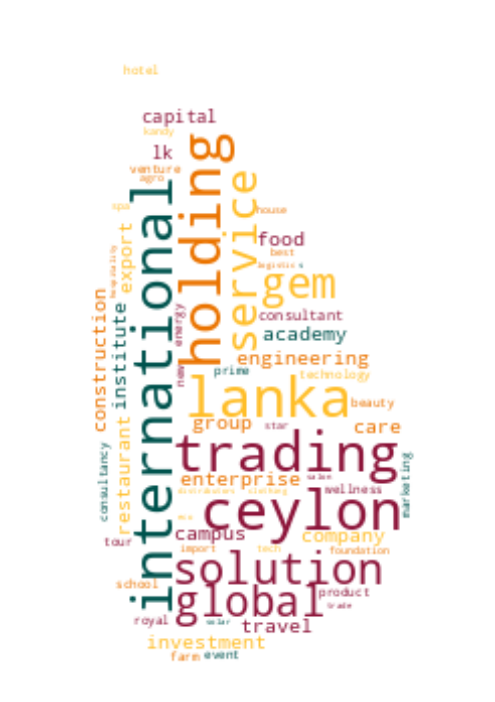 hotel
capital
kandy
holding
lk
venture
agro
international
service
spa
house
export
food
hospitality
best
logistics
gem
construction
institute
energy
consultant
academy
engineering
new
prime
technology
lanka
beauty
restaurant
group
star
care
trading
consultancy
marketing
enterprise
salon
distributors
clothing
wellness
ceylon
eco
campus
company
tour
import
tech
foundation
solution
school
global
product
trade
royal
solar
travel
investment
farm
event